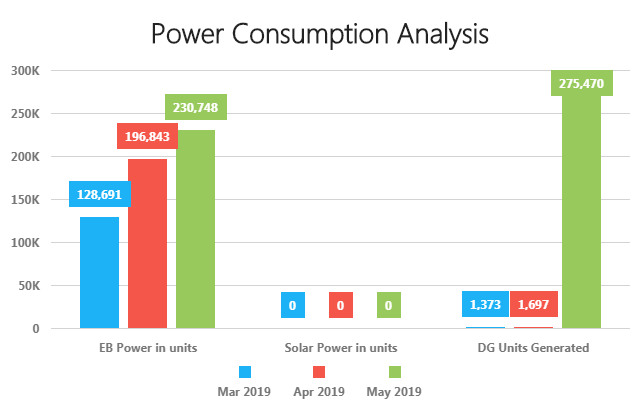 Power Consumption Analysis
300K
275,470
250K
230,748
196,843
200K
150K
128,691
100K
50K
0 0 0 1,373 1,697
0
EB Power in units Solar Power in units DG Units Generated
Mar 2019 Apr 2019 May 2019